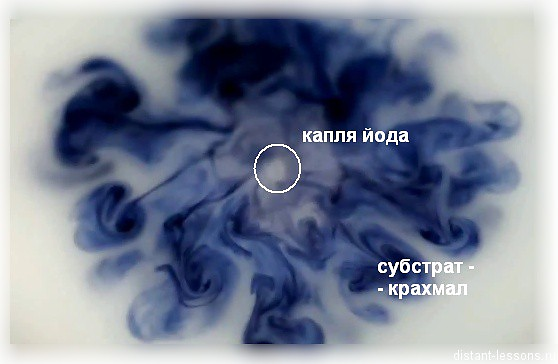 капля йода
субстрат -
- крахмал
distant-lessons